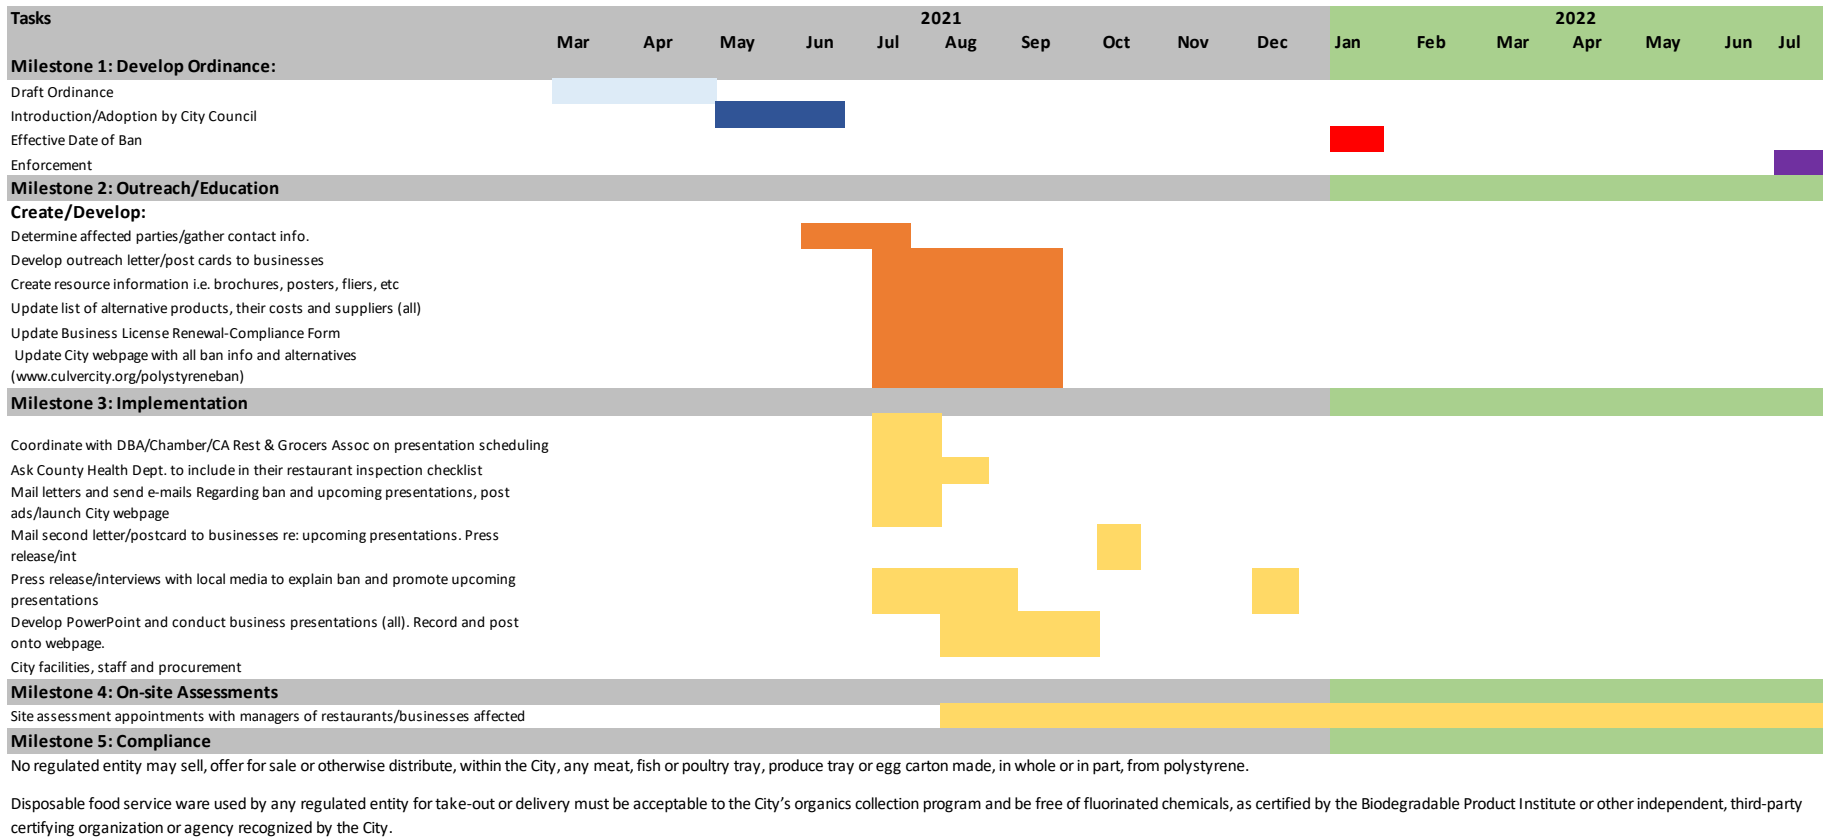 Tasks 2021 2022
Mar Apr May Jun Jul Aug Sep Oct Nov Dec Jan Feb Mar Apr May Jun Jul
Milestone 1: Develop Ordinance:
Draft Ordinance
Introduction/Adoption by City Council
Effective Date of Ban
Enforcement
Milestone 2: Outreach/Education
Create/Develop:
Determine affected parties/gather contact info.
Develop outreach letter/post cards to businesses
Create resource information i.e. brochures, posters, fliers, etc
Update list of alternative products, their costs and suppliers (all)
Update Business License Renewal-Compliance Form
Update City webpage with all ban info and alternatives
(www.culvercity.org/polystyreneban)
Milestone 3: Implementation
Coordinate with DBA/Chamber/CA Rest & Grocers Assoc on presentation scheduling
Ask County Health Dept. to include in their restaurant inspection checklist
Mail letters and send e-mails Regarding ban and upcoming presentations, post
ads/launch City webpage
Mail second letter/postcard to businesses re: upcoming presentations. Press
release/int
Press release/interviews with local media to explain ban and promote upcoming
presentations
Develop PowerPoint and conduct business presentations (all). Record and post
onto webpage.
City facilities, staff and procurement
Milestone 4: On-site Assessments
Site assessment appointments with managers of restaurants/businesses affected
Milestone 5: Compliance
No regulated entity may sell, offer for sale or otherwise distribute, within the City, any meat, fish or poultry tray, produce tray or egg carton made, in whole or in part, from polystyrene.
Disposable food service ware used by any regulated entity for take-out or delivery must be acceptable to the City's organics collection program and be free of fluorinated chemicals, as certified by the Biodegradable Product Institute or other independent, third-party
certifying organization or agency recognized by the City.